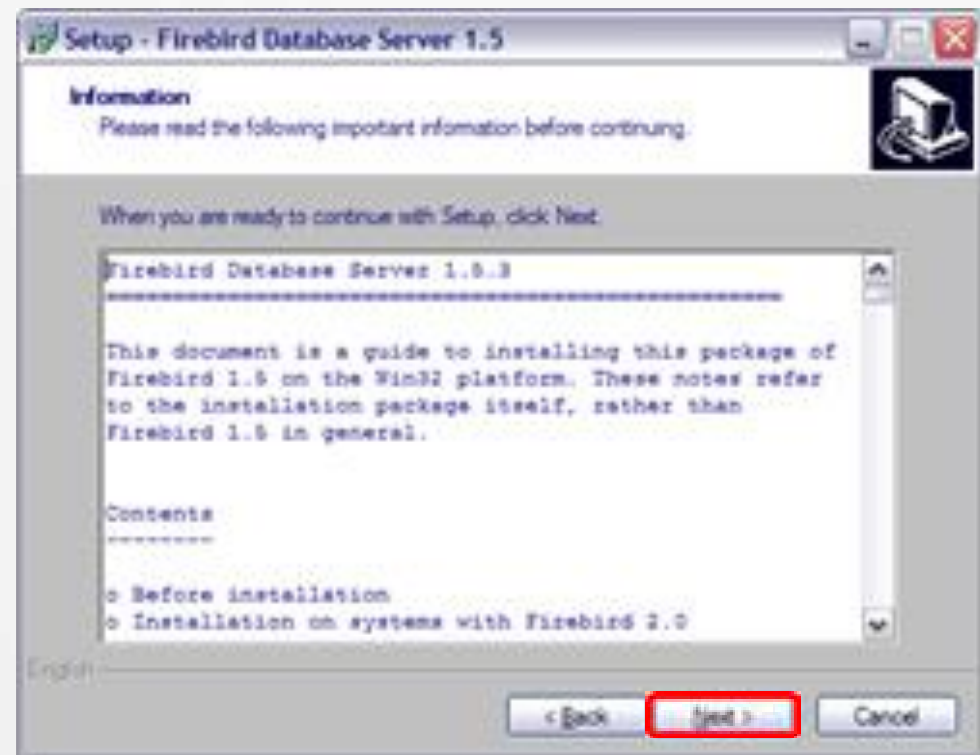 Setup - Firebird Database Server 1.5
Information
Please read the following important information before continuing.
When you are ready to continue with Setup, click Next.
Firebird Database Server 1.5.3
==================================================
This document is a guide to installing this package of
Firebird 1.5 on the Win32 platform. These notes refer
to the installation package itself, rather than
Firebird 1.5 in general.
Contents
--------
o Before installation
o Installation on systems with Firebird 2.0
English
< Back
Next >
Cancel